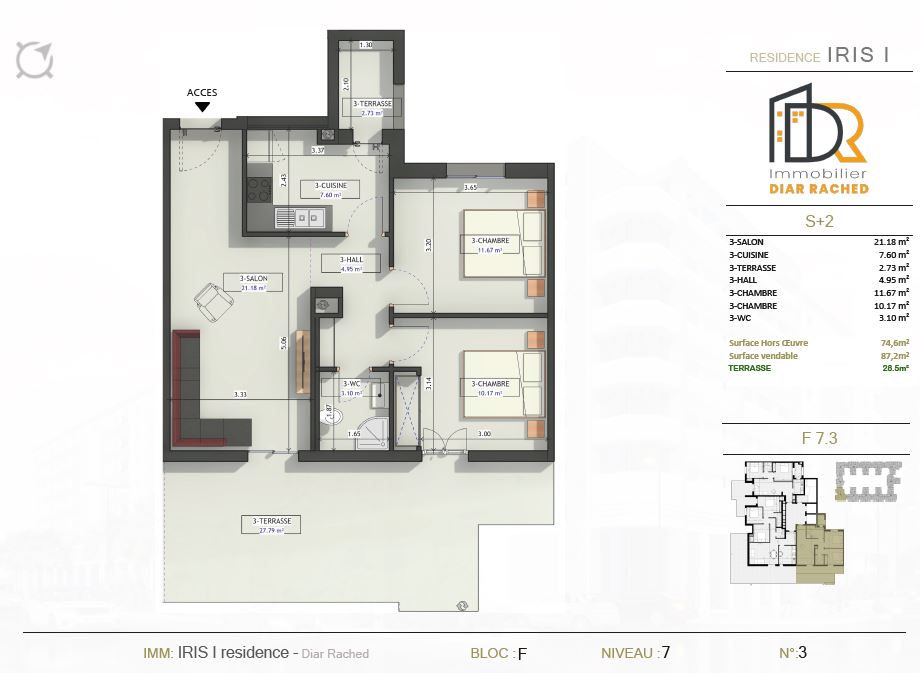 RESIDENCE IRIS I
ACCES
1.30
2.10
3-TERRASSE
2.73 m²
3.37
2.43
3-CUISINE
7.60 m²
3.65
3.20
3-CHAMBRE
11.67 m²
3-HALL
4.95 m²
3-SALON
21.18 m²
5.06
3.33
3-WC
3.10 m²
1.87
1.65
3.14
3-CHAMBRE
10.17 m²
3.00
3-TERRASSE
27.79 m²
DR
Immobilier
DIAR RACHED
S+2
3-SALON 21.18 m²
3-CUISINE 7.60 m²
3-TERRASSE 2.73 m²
3-HALL 4.95 m²
3-CHAMBRE 11.67 m²
3-CHAMBRE 10.17 m²
3-WC 3.10 m²
Surface Hors Œuvre 74,6m²
Surface vendable 87,2m²
TERRASSE 28.5m²
F 7.3
IMM: IRIS I residence - Diar Rached BLOC : F NIVEAU : 7 N°:3